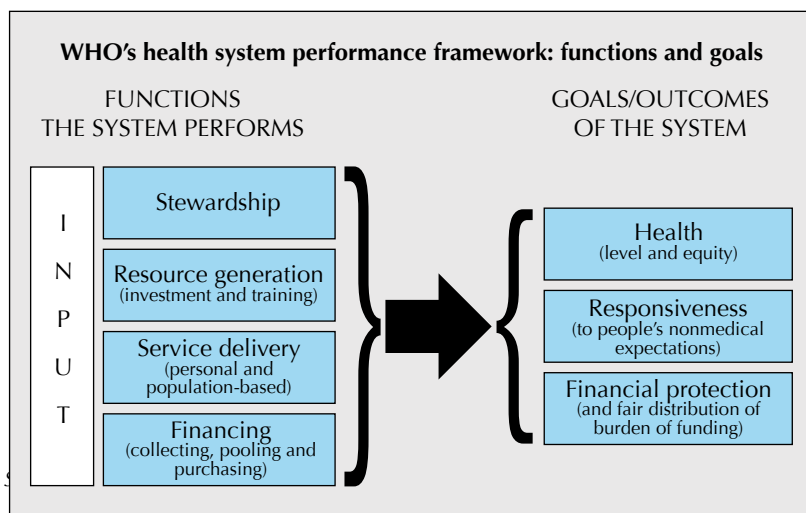 WHO's health system performance framework: functions and goals
FUNCTIONS
THE SYSTEM PERFORMS
GOALS/OUTCOMES
OF THE SYSTEM
I
N
P
U
T
Stewardship
Resource generation
(investment and training)
Service delivery
(personal and
population-based)
Financing
(collecting, pooling and
purchasing)
Health
(level and equity)
Responsiveness
(to people's nonmedical
expectations)
Financial protection
(and fair distribution of
burden of funding)